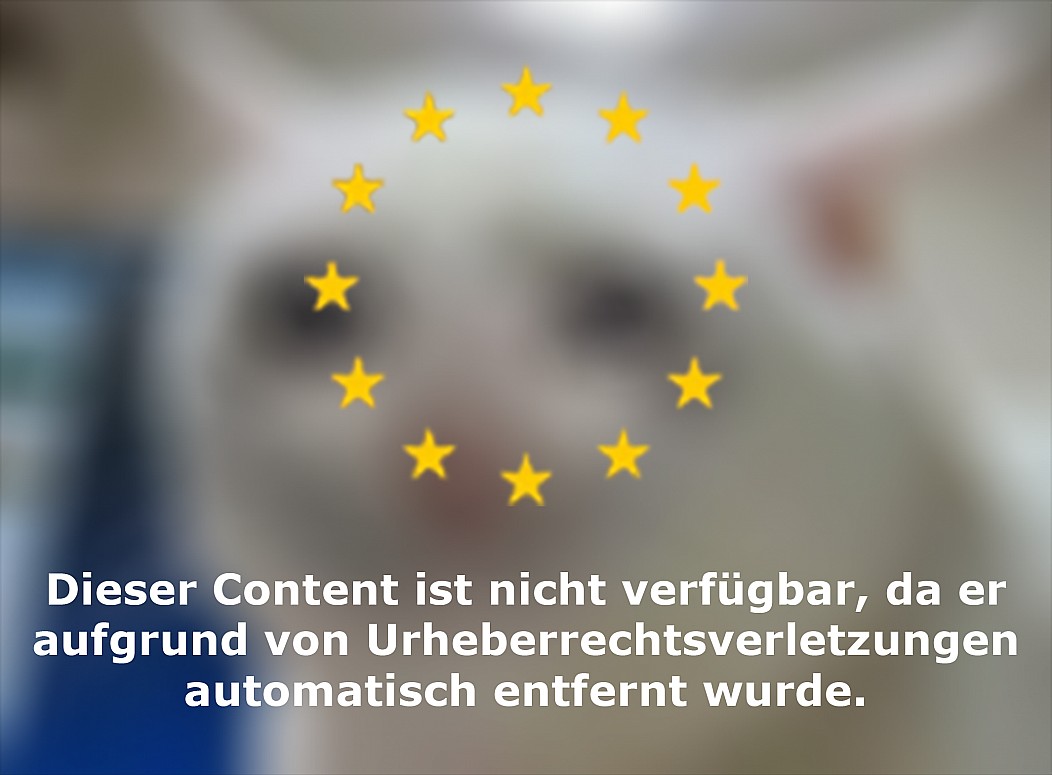 Dieser Content ist nicht verfügbar, da er
aufgrund von Urheberrechtsverletzungen
automatisch entfernt wurde.